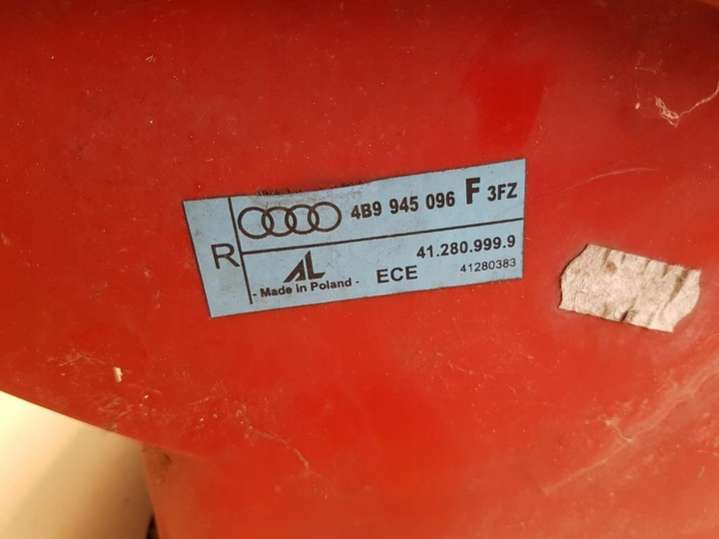 R
4B9 945 096 F 3FZ
41.280.999.9
AL
- Made in Poland -
ECE
41280383